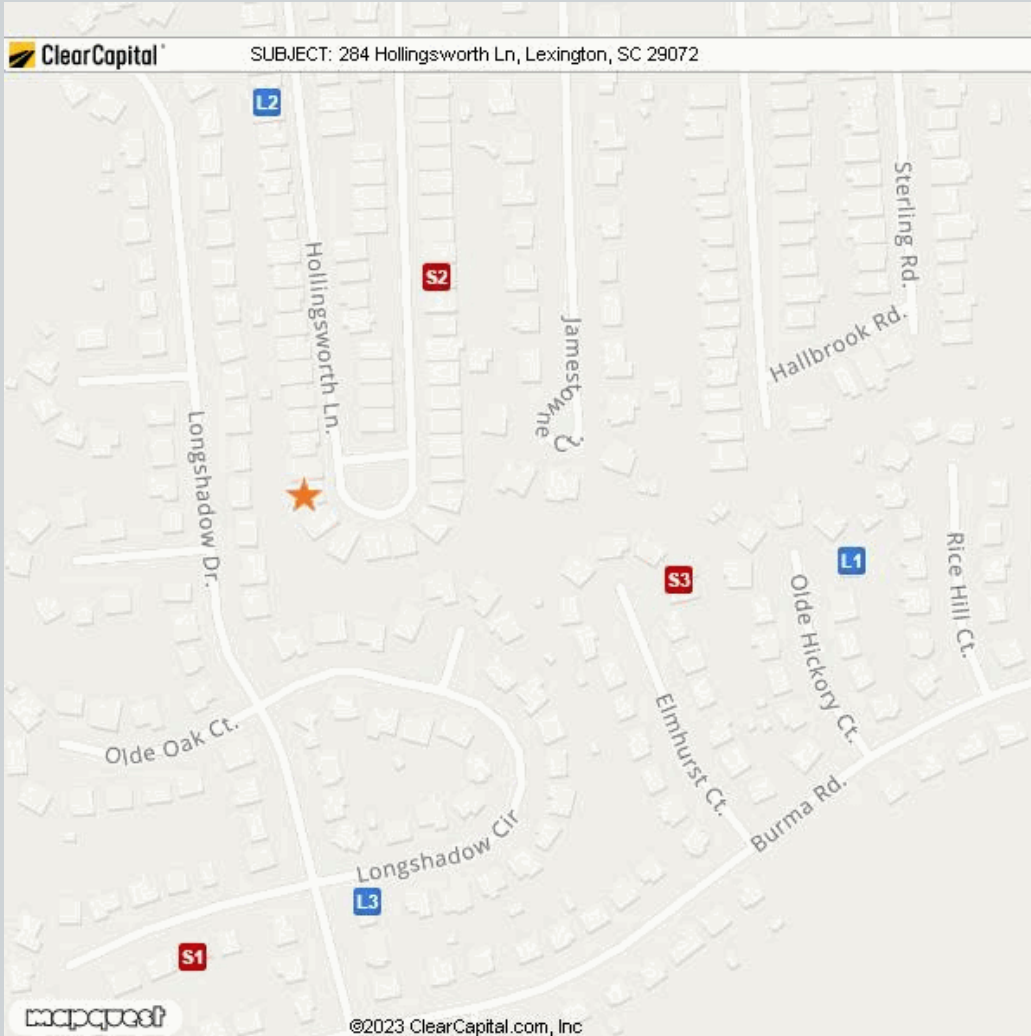 ClearCapital
SUBJECT: 284 Hollingsworth Ln, Lexington, SC 29072
L2
Sterling Rd.
Hollingsworth Ln.
S2
Jamestowne Ct.
Hallbrook Rd.
Longshadow Dr.
L1
S3
Rice Hill Ct.
Olde Hickory Ct.
Elmhurst Ct.
Olde Oak Ct.
Burma Rd.
Longshadow Cir
L3
S1
mapquest
©2023 ClearCapital.com, Inc